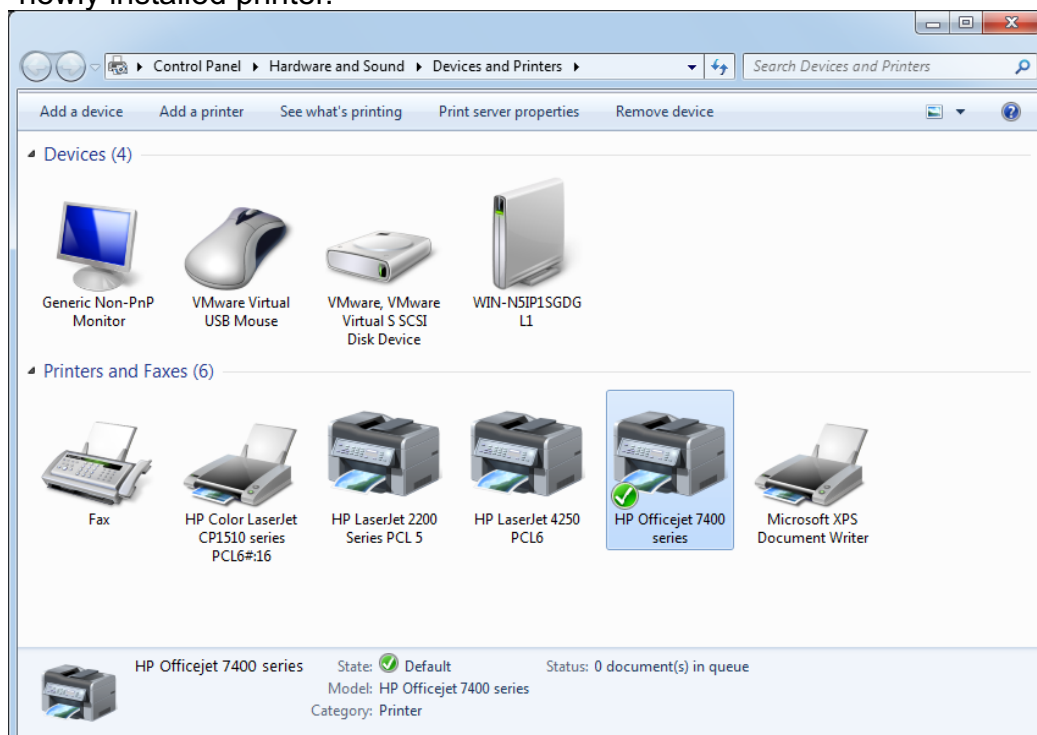 newly installed printer.
Control Panel Hardware and Sound Devices and Printers
Search Devices and Printers
Add a device Add a printer See what's printing Print server properties Remove device
Devices (4)
Generic Non-PnP
Monitor
VMware Virtual
USB Mouse
VMware, VMware
Virtual S SCSI
Disk Device
WIN-N5IP1SGDG
L1
Printers and Faxes (6)
Fax
HP Color LaserJet
CP1510 series
PCL6#:16
HP LaserJet 2200
Series PCL 5
HP LaserJet 4250
PCL6
HP Officejet 7400
series
Microsoft XPS
Document Writer
HP Officejet 7400 series State: Default Status: 0 document(s) in queue
Model: HP Officejet 7400 series
Category: Printer